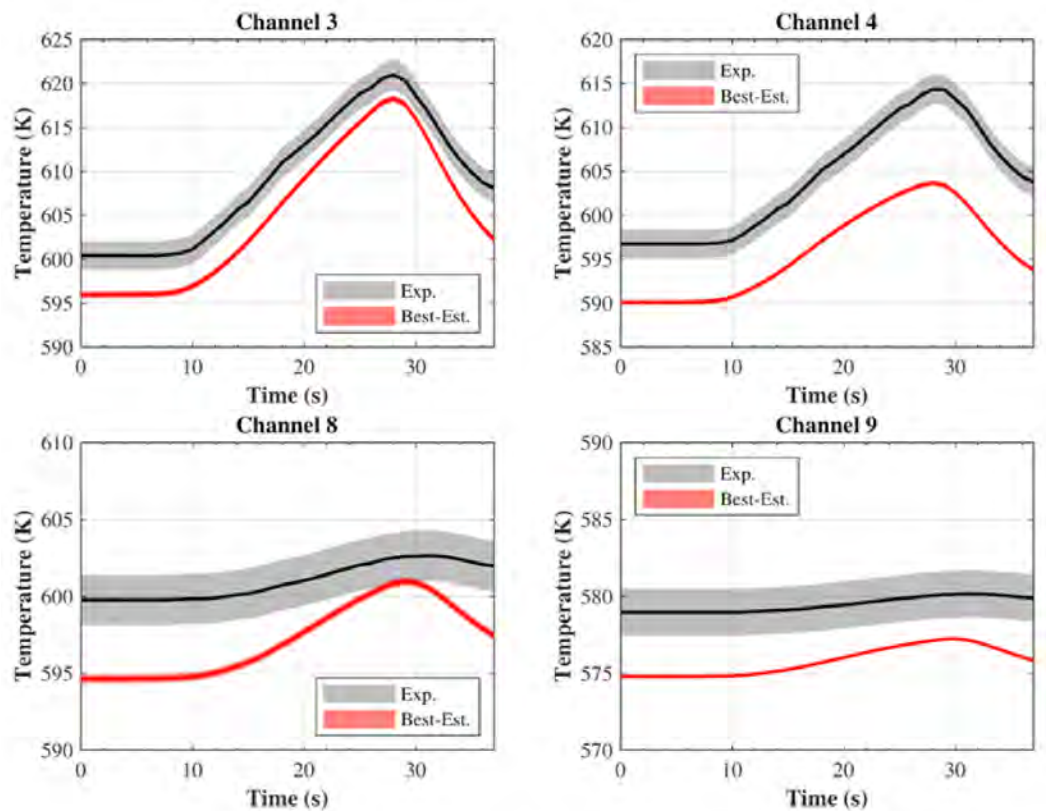 Channel 3
Temperature (K)
625
620
615
610
605
600
595
590
0
10
20
30
Time (s)
Exp.
Best-Est.
Channel 4
Temperature (K)
620
615
610
605
600
595
590
585
0
10
20
30
Time (s)
Exp.
Best-Est.
Channel 8
Temperature (K)
610
605
600
595
590
0
10
20
30
Time (s)
Exp.
Best-Est.
Channel 9
Temperature (K)
590
585
580
575
570
0
10
20
30
Time (s)
Exp.
Best-Est.